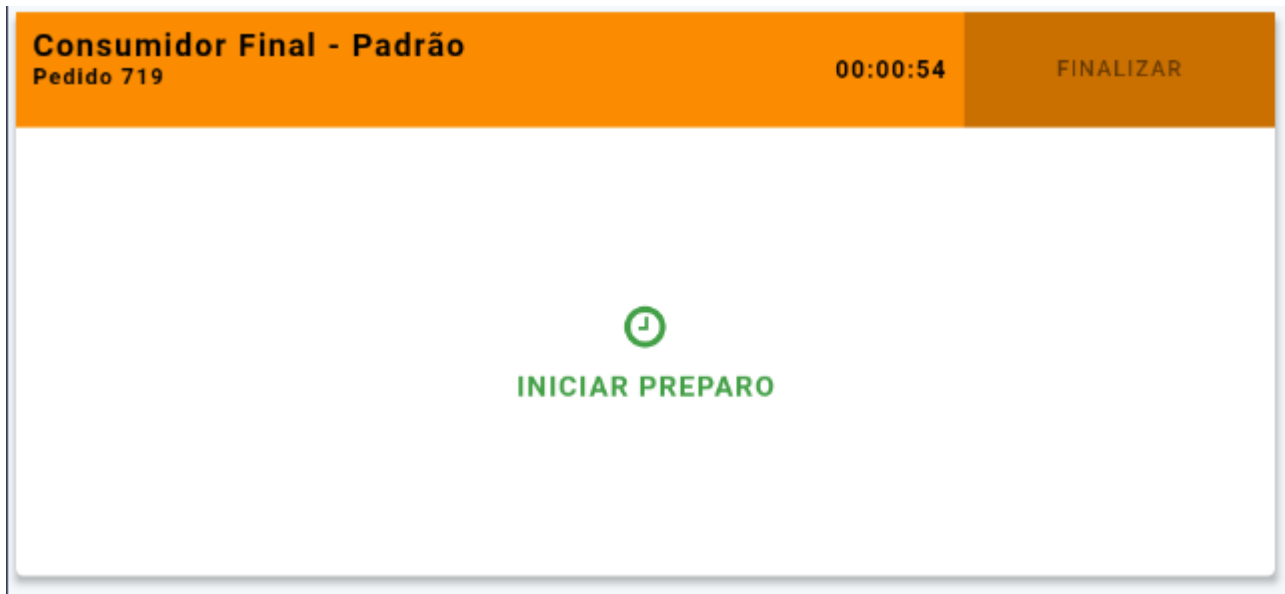 Consumidor Final - Padrão
Pedido 719
00:00:54
FINALIZAR
INICIAR PREPARO